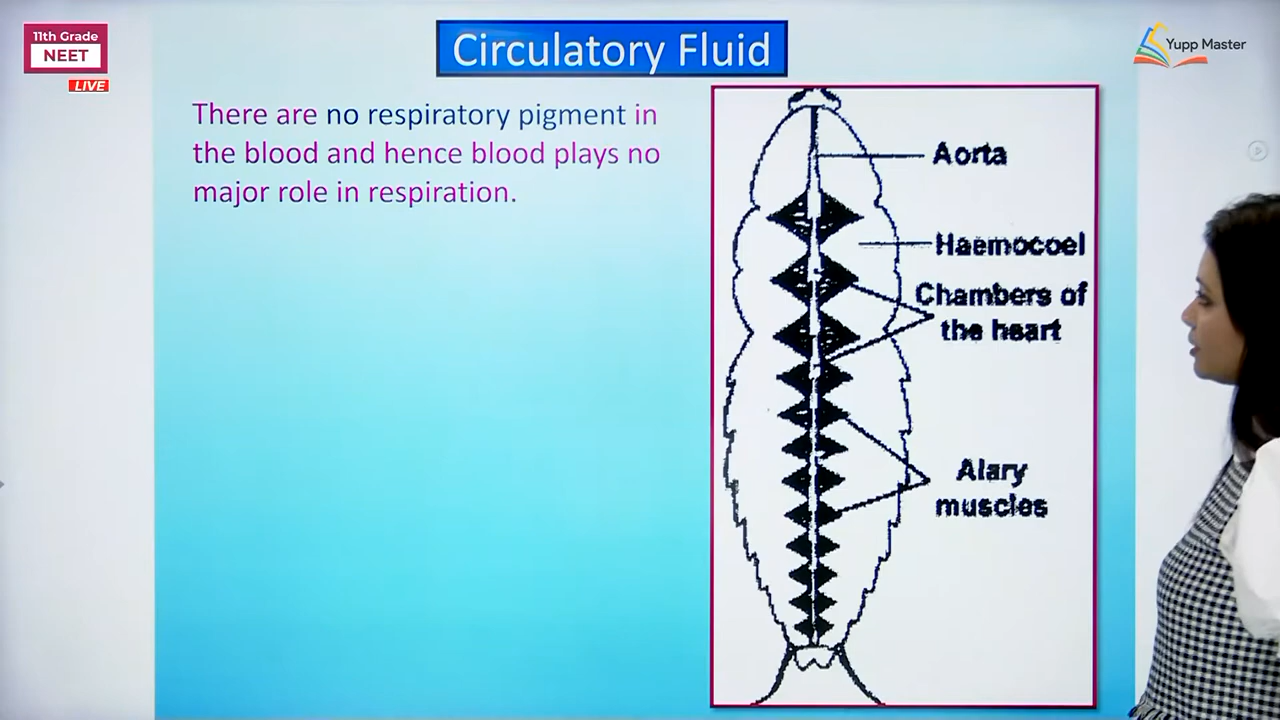 11th Grade
NEET
LIVE
Circulatory Fluid
Yupp Master
There are no respiratory pigment in
the blood and hence blood plays no
major role in respiration.
Aorta
Haemocoel
Chambers of
the heart
Alary
muscles